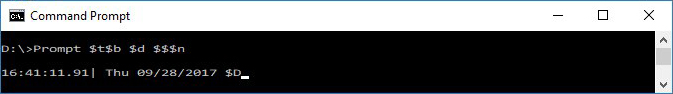 Command Prompt
D:\>Prompt $t$b $d $$$n
16:41:11.91| Thu 09/28/2017 $D